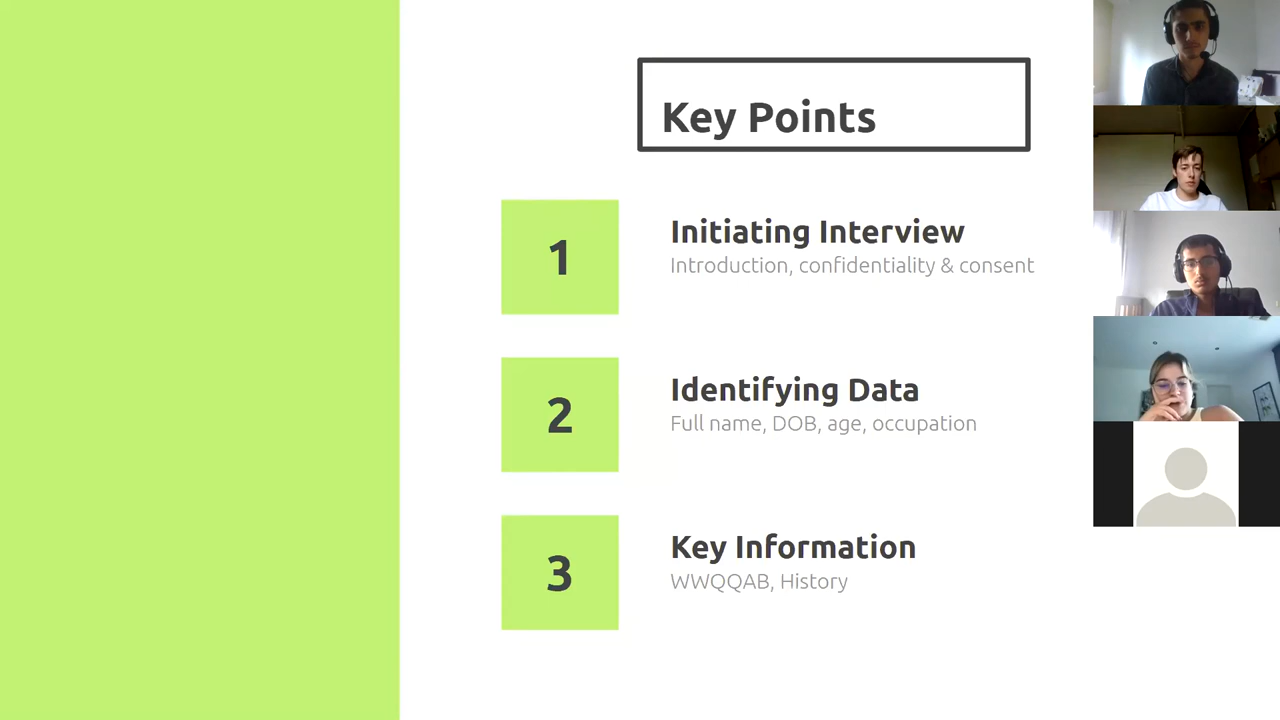 Key Points
1
Initiating Interview
Introduction, confidentiality & consent
2
Identifying Data
Full name, DOB, age, occupation
3
Key Information
WWQQAB, History